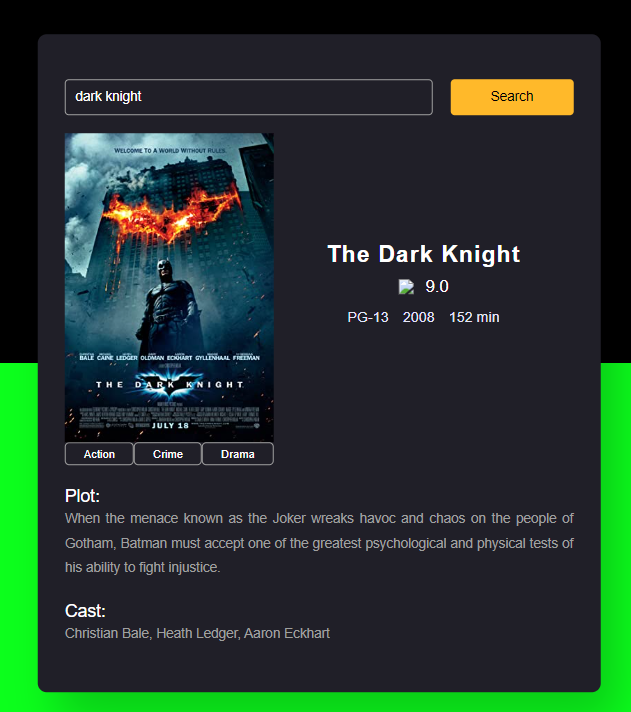 dark knight
Search
WELCOME TO A WORLD WITHOUT RULES.
The Dark Knight
9.0
PG-13 2008 152 min
BALE CAINE LEDGER OLDMAN ECKHART GYLLENHAAL FREEMAN
THE DARK KNIGHT
JULY 18
Action Crime Drama
Plot:
When the menace known as the Joker wreaks havoc and chaos on the people of
Gotham, Batman must accept one of the greatest psychological and physical tests of
his ability to fight injustice.
Cast:
Christian Bale, Heath Ledger, Aaron Eckhart